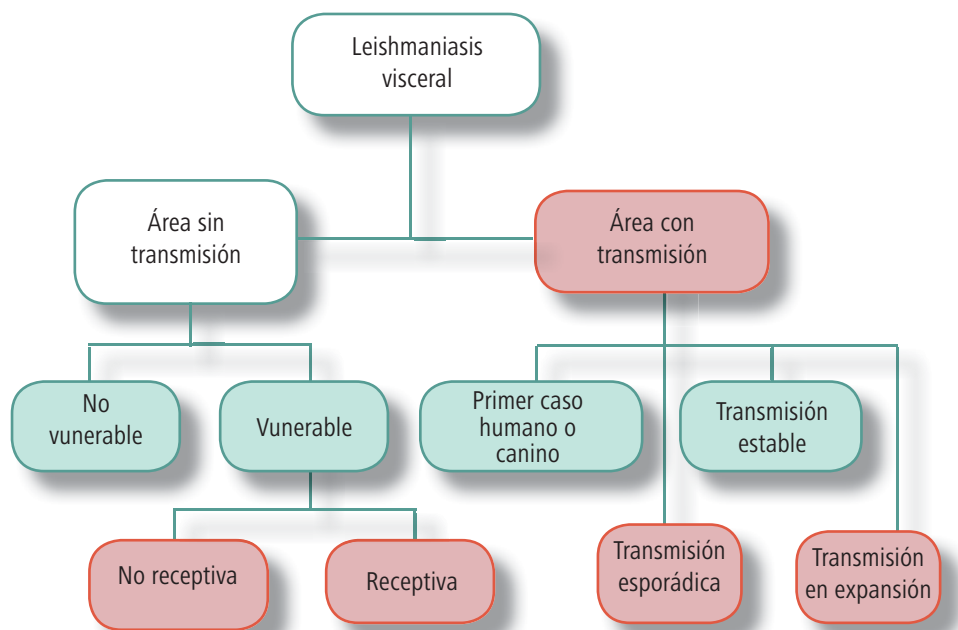 Leishmaniasis
visceral
Área sin
transmisión
Área con
transmisión
No
vunerable
Vunerable
Primer caso
humano o
canino
Transmisión
estable
No receptiva
Receptiva
Transmisión
esporádica
Transmisión
en expansión